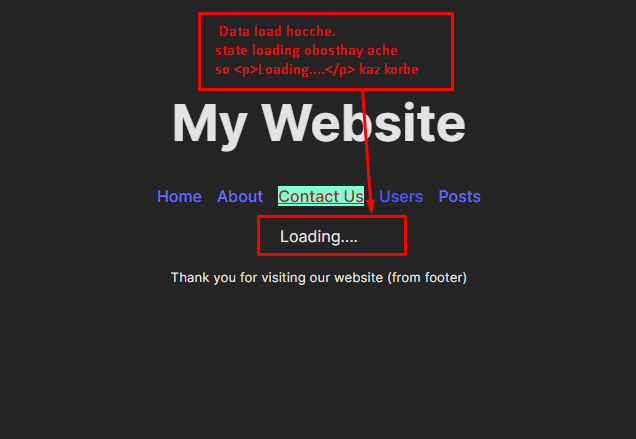 Data load hocche.
state loading obosthay ache
so <p>Loading....</p> kaz korbe
My Website
Home About Contact Us Users Posts
Loading....
Thank you for visiting our website (from footer)